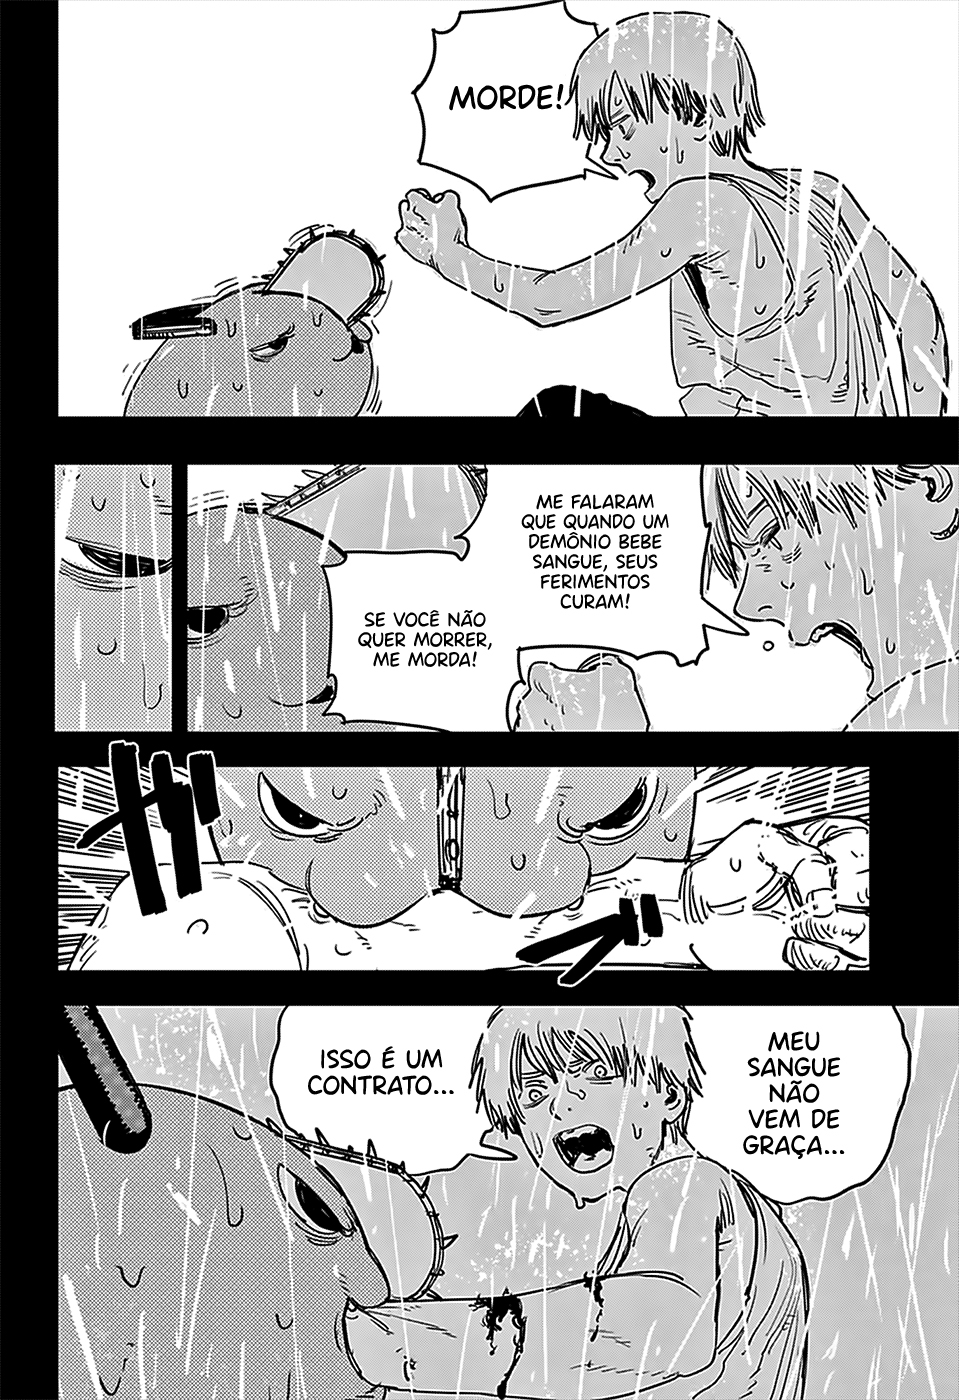 MORDE!
ME FALARAM
QUE QUANDO UM
DEMÔNIO BEBE
SANGUE, SEUS
FERIMENTOS
CURAM!
SE VOCÊ NÃO
QUER MORRER,
ME MORDA!
MEU
SANGUE
NÃO
VEM DE
GRAÇA...
ISSO É UM
CONTRATO...